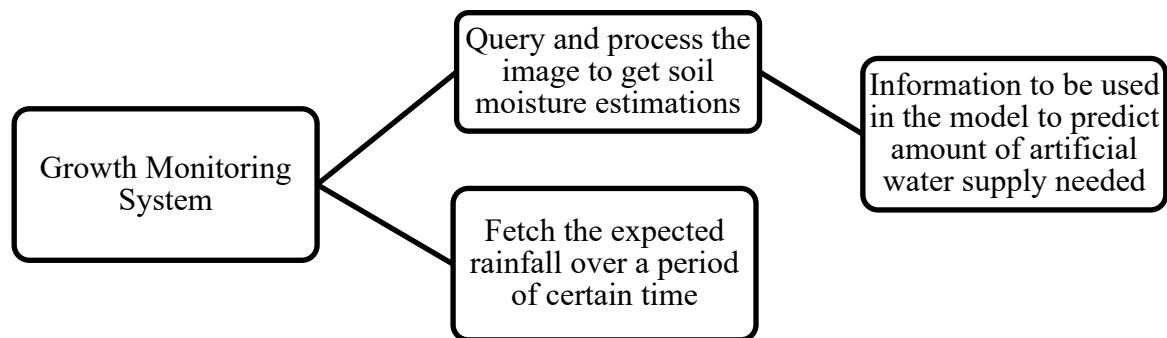 Growth Monitoring
System
Query and process the
image to get soil
moisture estimations
Fetch the expected
rainfall over a period
of certain time
Information to be used
in the model to predict
amount of artificial
water supply needed